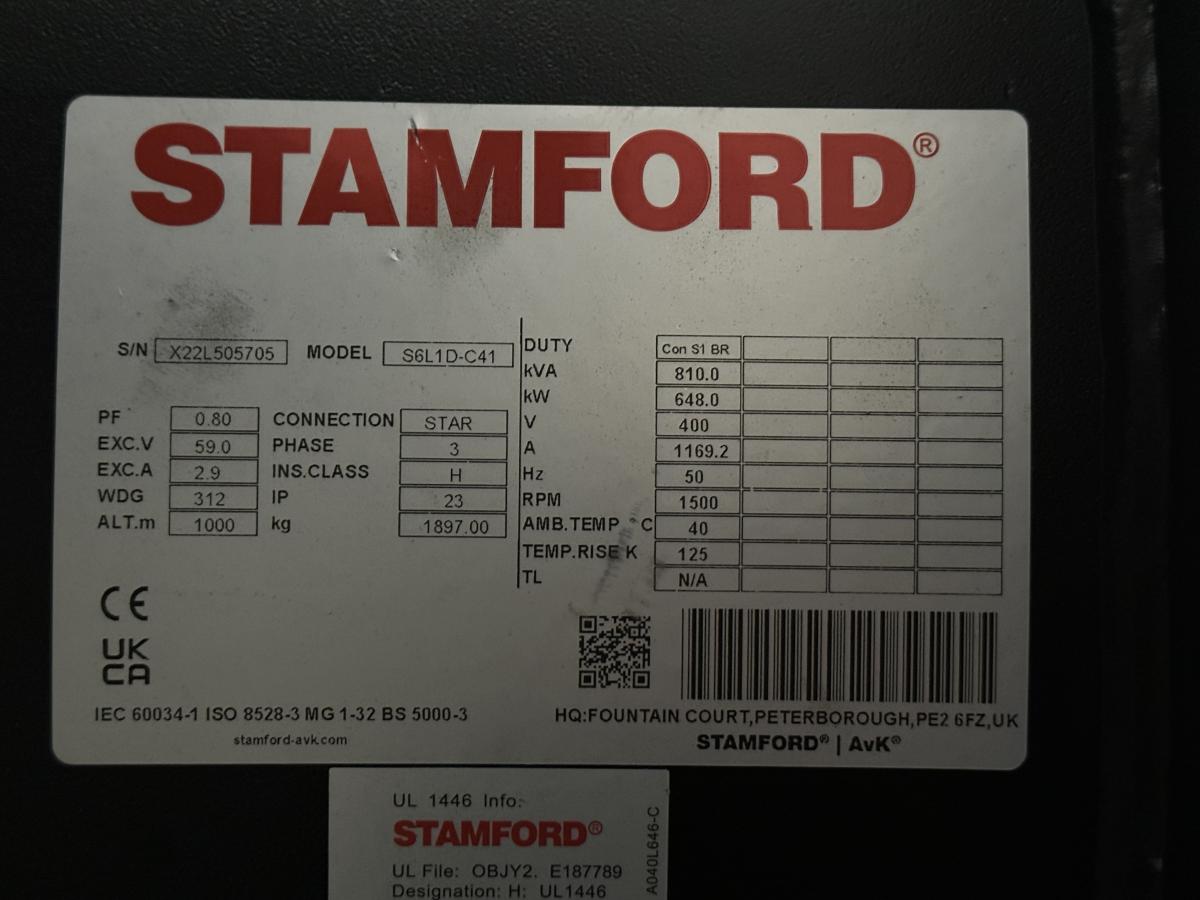 STAMFORD®
S/N X22L505705 MODEL S6L1D-C41
PF 0.80 CONNECTION STAR
EXC.V 59.0 PHASE 3
EXC.A 2.9 INS.CLASS H
WDG 312 IP 23
ALT.m 1000 kg 1897.00
DUTY Con S1 BR
kVA 810.0
kW 648.0
V 400
A 1169.2
Hz 50
RPM 1500
AMB.TEMP °C 40
TEMP.RISE K 125
TL N/A
CE
UK
CA
IEC 60034-1 ISO 8528-3 MG 1-32 BS 5000-3
stamford-avk.com
HQ:FOUNTAIN COURT,PETERBOROUGH,PE2 6FZ,UK
STAMFORD® | AvK®
UL 1446 Info:
STAMFORD®
UL File: OBJY2. E187789
Designation: H: UL1446
A040L646-C